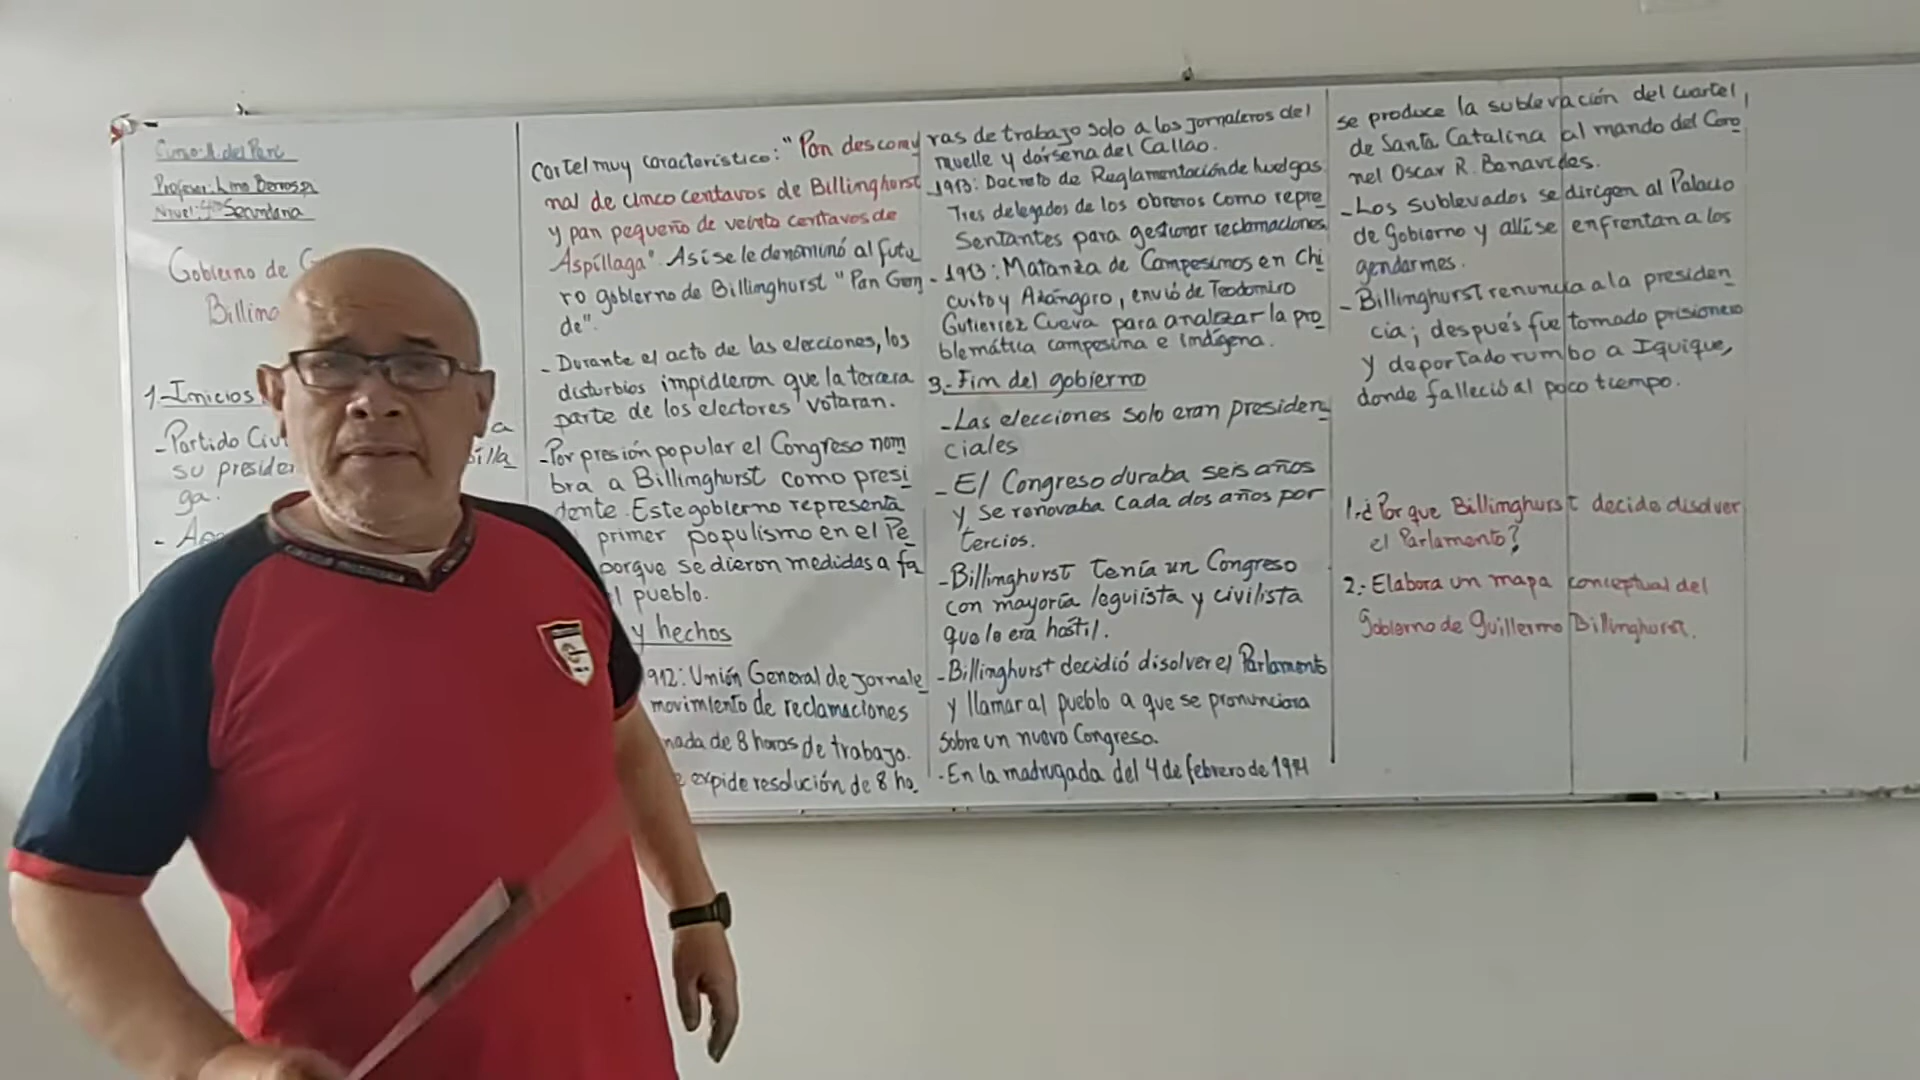 Curso: H. del Perú
Profesor: Lino Berrospi
Nivel: 4to Secundaria
Gobierno de G
Billing
1.- Inicios
- Partido Civ a
su presiden illa
ga.
- A
cartel muy característico: "Pan descomu
nal de cinco centavos de Billinghurst
y pan pequeño de veinte centavos de
Aspíllaga". Así se le denominó al futu
ro gobierno de Billinghurst "Pan Gran
de".
- Durante el acto de las elecciones, los
disturbios impidieron que la tercera
parte de los electores votaran.
- Por presión popular el Congreso nom
bra a Billinghurst como presi
dente. Este gobierno representa
primer populismo en el Pe
porque se dieron medidas a fa
l pueblo.
y hechos
912: Unión General de Jornale
movimiento de reclamaciones
nada de 8 horas de trabajo.
e expide resolución de 8 ho.
ras de trabajo solo a los jornaleros del
muelle y dársena del Callao.
- 1913: Decreto de Reglamentación de huelgas
Tres delegados de los obreros como repre
sentantes para gestionar reclamaciones
- 1913: Matanza de Campesinos en Chi
cuito y Azángaro, envió de Teodomiro
Gutierrez Cueva para analizar la pro
blemática campesina e indígena.
3.- Fin del gobierno
- Las elecciones solo eran presiden
ciales
- El Congreso duraba seis años
y se renovaba cada dos años por
tercios.
- Billinghurst tenía un Congreso
con mayoría leguiista y civilista
que le era hostil.
- Billinghurst decidió disolver el Parlamento
y llamar al pueblo a que se pronunciara
sobre un nuevo Congreso.
- En la madrugada del 4 de febrero de 1914
se produce la sublevación del cuartel
de Santa Catalina al mando del Coro
nel Oscar R. Benavides.
- Los sublevados se dirigen al Palacio
de Gobierno y allí se enfrentan a los
gendarmes.
- Billinghurst renuncia a la presiden
cia; después fue tomado prisionero
y deportado rumbo a Iquique,
donde falleció al poco tiempo.
1.- ¿Por que Billinghurst decide disolver
el Parlamento?
2.- Elabora un mapa conceptual del
Gobierno de Guillermo Billinghurst.